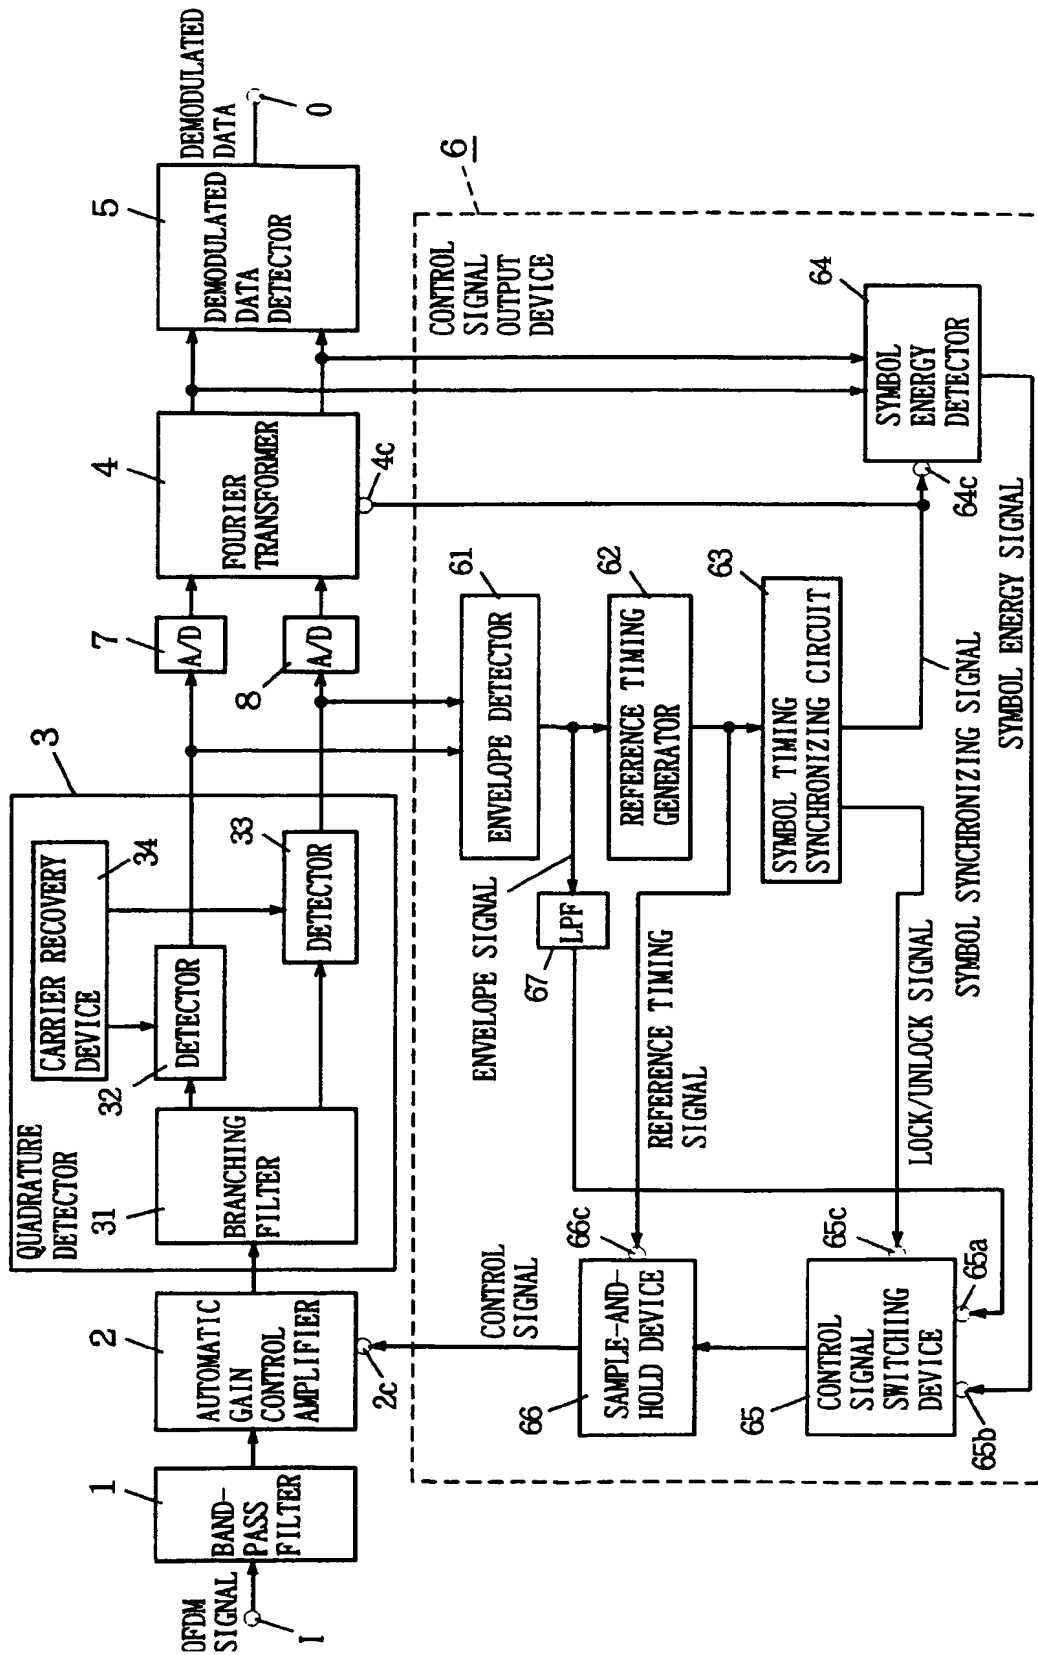 OFDM
SIGNAL
I
1
BAND-
PASS
FILTER
2
AUTOMATIC
GAIN
CONTROL
AMPLIFIER
2c
QUADRATURE
DETECTOR
3
31
BRANCHING
FILTER
32
DETECTOR
CARRIER RECOVERY
DEVICE
34
33
DETECTOR
7
A/D
8
A/D
4
FOURIER
TRANSFORMER
4c
5
DEMODULATED
DATA
DETECTOR
DEMODULATED
DATA
O
6
CONTROL
SIGNAL
OUTPUT
DEVICE
61
ENVELOPE DETECTOR
ENVELOPE SIGNAL
67
LPF
62
REFERENCE TIMING
GENERATOR
REFERENCE TIMING
SIGNAL
63
SYMBOL TIMING
SYNCHRONIZING CIRCUIT
LOCK/UNLOCK SIGNAL
SYMBOL SYNCHRONIZING SIGNAL
64
SYMBOL
ENERGY
DETECTOR
64c
SYMBOL ENERGY SIGNAL
CONTROL
SIGNAL
66
SAMPLE-AND-
HOLD DEVICE
66c
65
CONTROL
SIGNAL
SWITCHING
DEVICE
65c
65a
65b